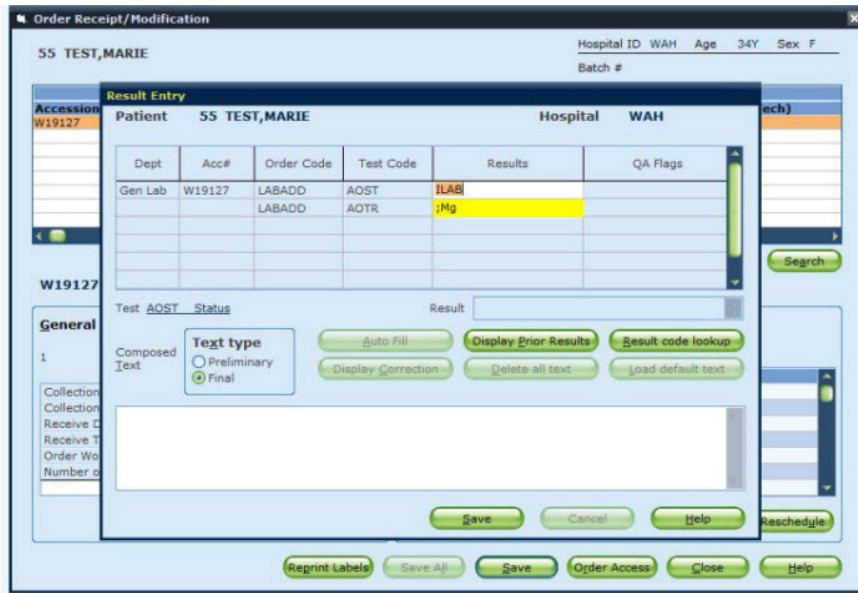 Order Receipt/Modification
55 TEST,MARIE
Hospital ID WAH Age 34Y Sex F
Batch #
Accession
ech)
W19127
Result Entry
Patient 55 TEST,MARIE Hospital WAH
Dept Acc# Order Code Test Code Results QA Flags
Gen Lab W19127 LABADD AOST ILAB
LABADD AOTR ;Mg
Search
W19127
Test AOST Status Result
General
1
Composed Text
Text type
Preliminary
Final
Auto Fill Display Prior Results Result code lookup
Display Correction Delete all text Load default text
Collection
Collection
Receive D
Receive T
Order Wo
Number o
Save Cancel Help
Reschedule
Reprint Labels Save All Save Order Access Close Help